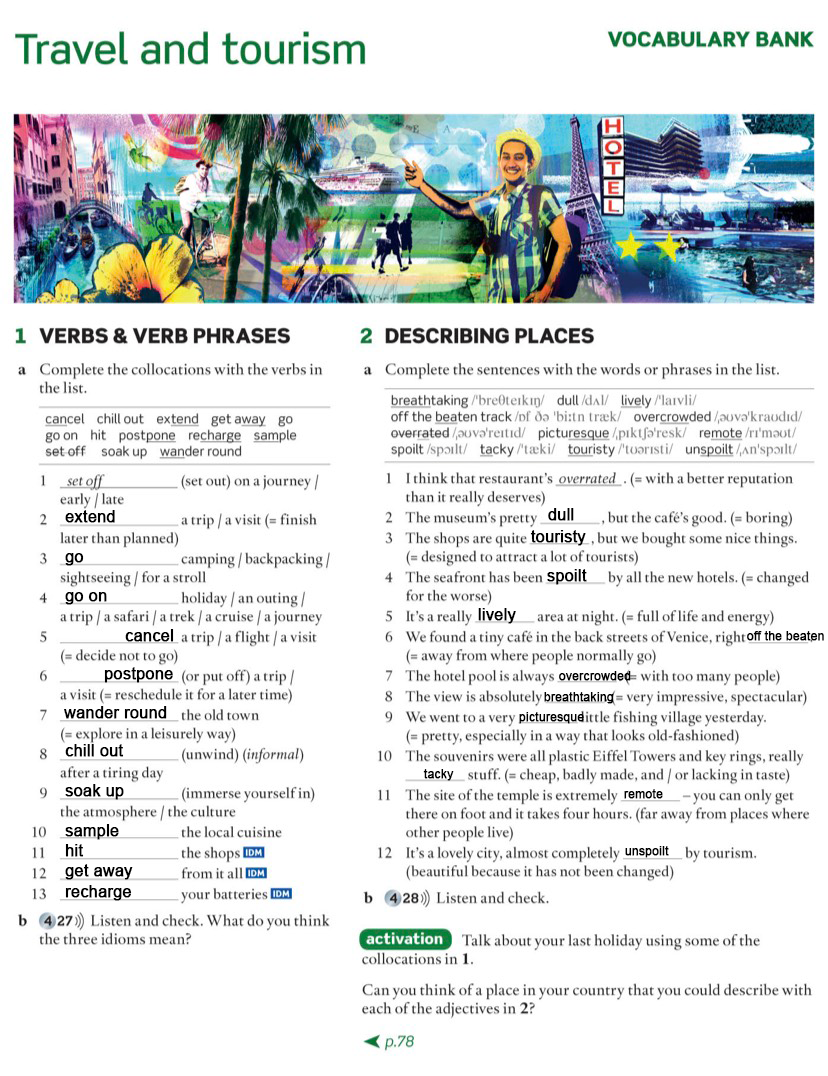 Travel and tourism
VOCABULARY BANK
HOTEL
1 VERBS & VERB PHRASES
a Complete the collocations with the verbs in
the list.
cancel chill out extend get away go
go on hit postpone recharge sample
set off soak up wander round
1 set off (set out) on a journey /
early / late
2 extend a trip / a visit (= finish
later than planned)
3 go camping / backpacking /
sightseeing / for a stroll
4 go on holiday / an outing /
a trip / a safari / a trek / a cruise / a journey
5 cancel a trip / a flight / a visit
(= decide not to go)
6 postpone (or put off) a trip /
a visit (= reschedule it for a later time)
7 wander round the old town
(= explore in a leisurely way)
8 chill out (unwind) (informal)
after a tiring day
9 soak up (immerse yourself in)
the atmosphere / the culture
10 sample the local cuisine
11 hit the shops IDM
12 get away from it all IDM
13 recharge your batteries IDM
b 4 27)) Listen and check. What do you think
the three idioms mean?
2 DESCRIBING PLACES
a Complete the sentences with the words or phrases in the list.
breathtaking /ˈbreθteɪkɪŋ/ dull /dʌl/ lively /ˈlaɪvli/
off the beaten track /ɒf ðə ˈbiːtn træk/ overcrowded /ˌəʊvəˈkraʊdɪd/
overrated /ˌəʊvəˈreɪtɪd/ picturesque /ˌpɪktʃəˈresk/ remote /rɪˈməʊt/
spoilt /spɔɪlt/ tacky /ˈtæki/ touristy /ˈtʊərɪsti/ unspoilt /ˌʌnˈspɔɪlt/
1 I think that restaurant's overrated . (= with a better reputation
than it really deserves)
2 The museum's pretty dull , but the café's good. (= boring)
3 The shops are quite touristy , but we bought some nice things.
(= designed to attract a lot of tourists)
4 The seafront has been spoilt by all the new hotels. (= changed
for the worse)
5 It's a really lively area at night. (= full of life and energy)
6 We found a tiny café in the back streets of Venice, right off the beaten
(= away from where people normally go)
7 The hotel pool is always overcrowded (= with too many people)
8 The view is absolutely breathtaking (= very impressive, spectacular)
9 We went to a very picturesque little fishing village yesterday.
(= pretty, especially in a way that looks old-fashioned)
10 The souvenirs were all plastic Eiffel Towers and key rings, really
tacky stuff. (= cheap, badly made, and / or lacking in taste)
11 The site of the temple is extremely remote – you can only get
there on foot and it takes four hours. (far away from places where
other people live)
12 It's a lovely city, almost completely unspoilt by tourism.
(beautiful because it has not been changed)
b 4 28)) Listen and check.
activation Talk about your last holiday using some of the
collocations in 1.
Can you think of a place in your country that you could describe with
each of the adjectives in 2?
p.78